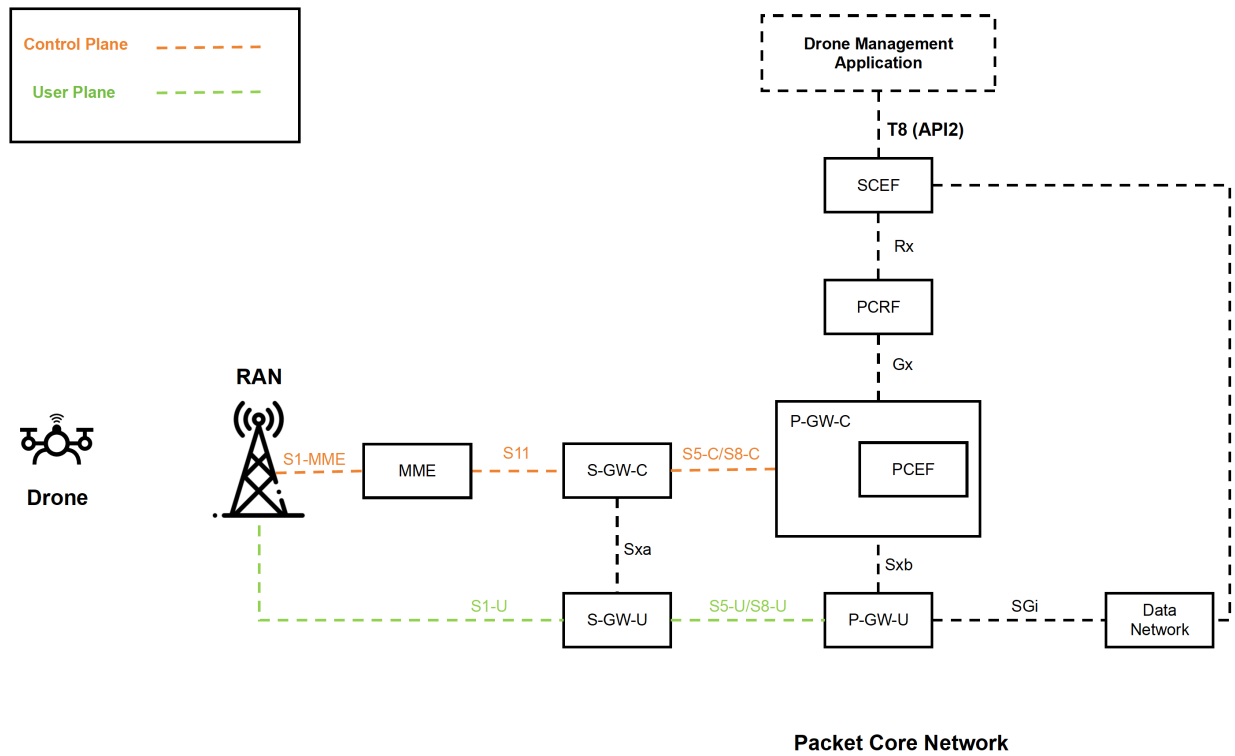 Control Plane
User Plane
Drone Management
Application
T8 (API2)
SCEF
Rx
PCRF
Gx
RAN
P-GW-C
PCEF
S1-MME
MME
S11
S-GW-C
S5-C/S8-C
Drone
Sxa
Sxb
S1-U
S-GW-U
S5-U/S8-U
P-GW-U
SGi
Data
Network
Packet Core Network